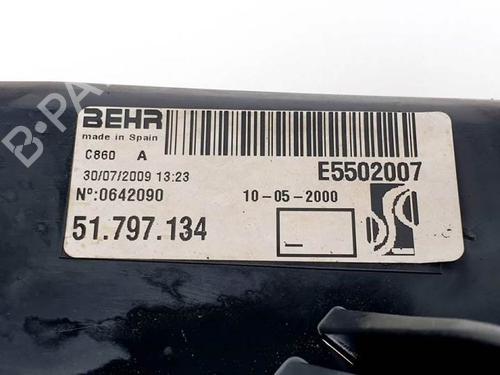 BEHR
made in Spain
C860 A
30/07/2009 13:23
E5502007
Nº:0642090
10-05-2000
51.797.134
B-PA